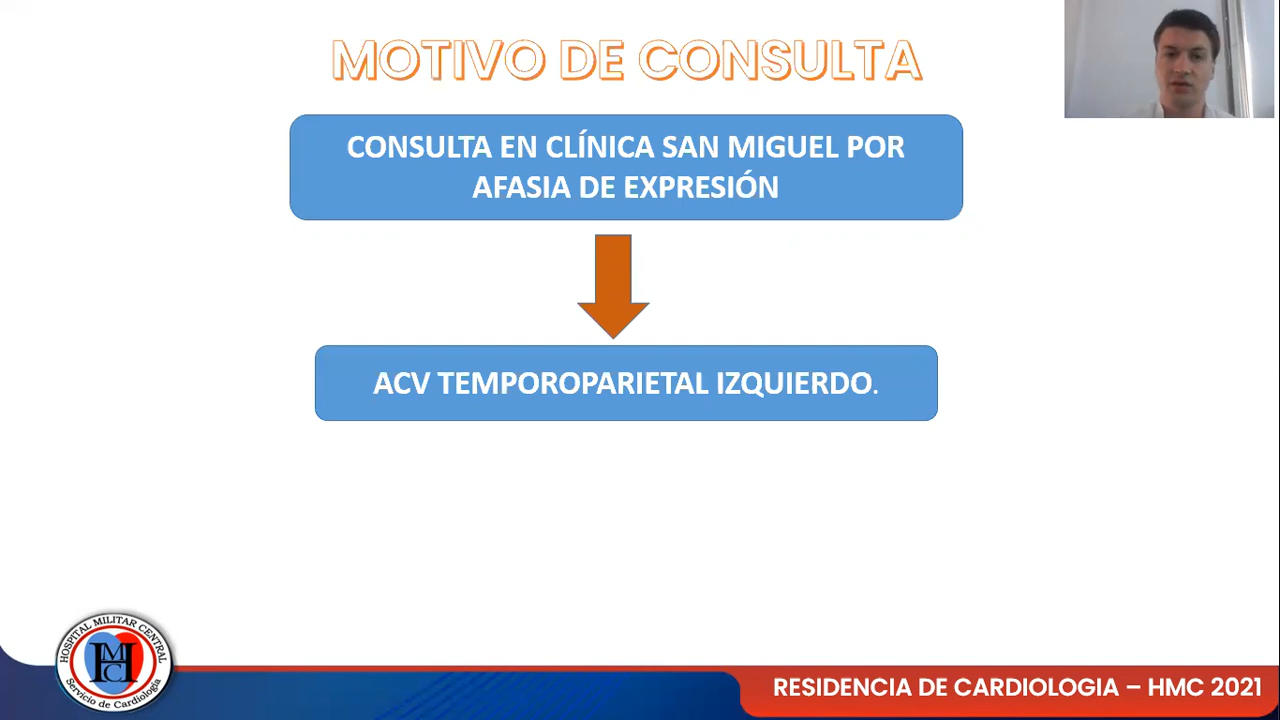 MOTIVO DE CONSULTA
CONSULTA EN CLÍNICA SAN MIGUEL POR
AFASIA DE EXPRESIÓN
ACV TEMPOROPARIETAL IZQUIERDO.
HOSPITAL MILITAR CENTRAL
HMC
Servicio de Cardiología
RESIDENCIA DE CARDIOLOGIA – HMC 2021